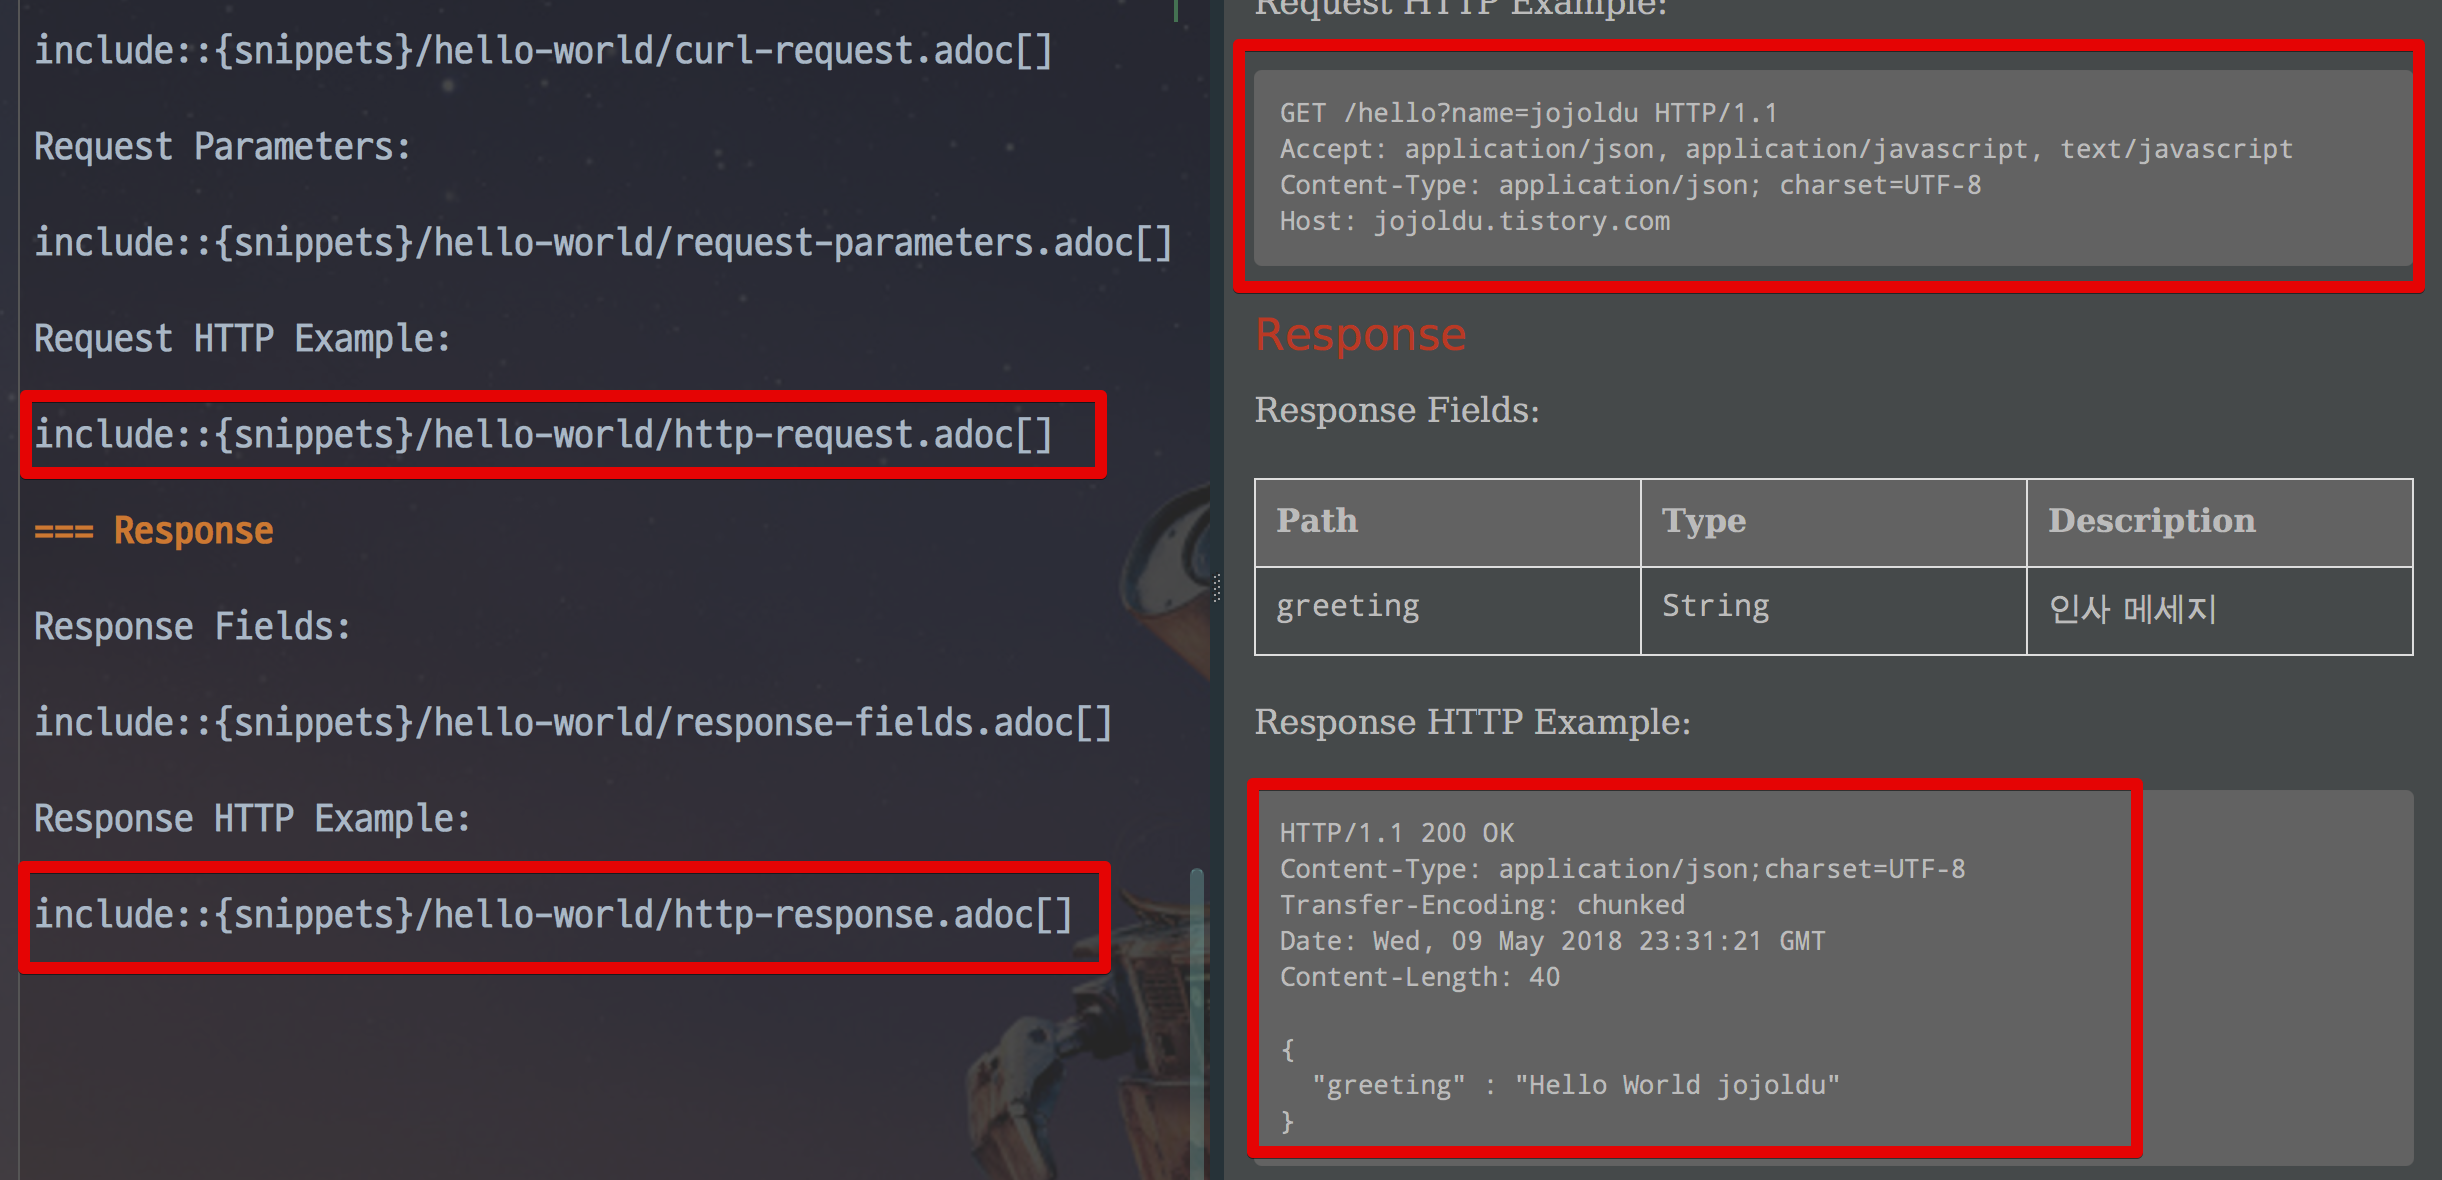 include::{snippets}/hello-world/curl-request.adoc[]
Request Parameters:
include::{snippets}/hello-world/request-parameters.adoc[]
Request HTTP Example:
include::{snippets}/hello-world/http-request.adoc[]
=== Response
Response Fields:
include::{snippets}/hello-world/response-fields.adoc[]
Response HTTP Example:
include::{snippets}/hello-world/http-response.adoc[]
Request HTTP Example:
GET /hello?name=jojoldu HTTP/1.1
Accept: application/json, application/javascript, text/javascript
Content-Type: application/json; charset=UTF-8
Host: jojoldu.tistory.com
Response
Response Fields:
Path Type Description
greeting String 인사 메세지
Response HTTP Example:
HTTP/1.1 200 OK
Content-Type: application/json;charset=UTF-8
Transfer-Encoding: chunked
Date: Wed, 09 May 2018 23:31:21 GMT
Content-Length: 40
{
  "greeting" : "Hello World jojoldu"
}